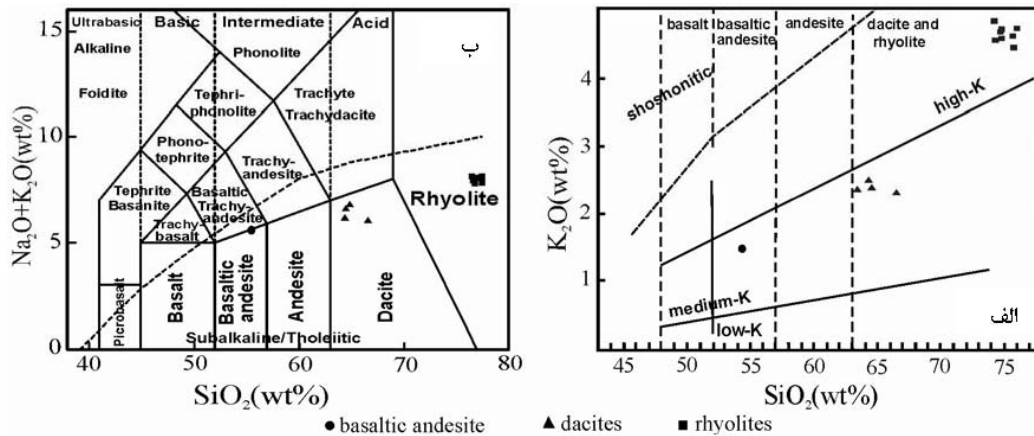 Na₂O+K₂O(wt%)
15
10
5
0
Ultrabasic
Basic
Intermediate
Acid
ب
Alkaline
Phonolite
Foidite
Tephri-
phonolite
Trachyte
Trachydacite
Phono-
tephrite
Trachy-
andesite
Tephrite
Basanite
Basaltic
Trachy-
andesite
Trachy-
basalt
Rhyolite
Picrobasalt
Basalt
Basaltic
andesite
Andesite
Dacite
Subalkaline/Tholeiitic
40
50
60
70
80
SiO₂(wt%)
K₂O(wt%)
4
3
2
1
basalt
basaltic
andesite
andesite
dacite and
rhyolite
shoshonitic
high-K
medium-K
low-K
الف
45
50
55
60
65
70
75
SiO₂(wt%)
● basaltic andesite ▲ dacites ■ rhyolites